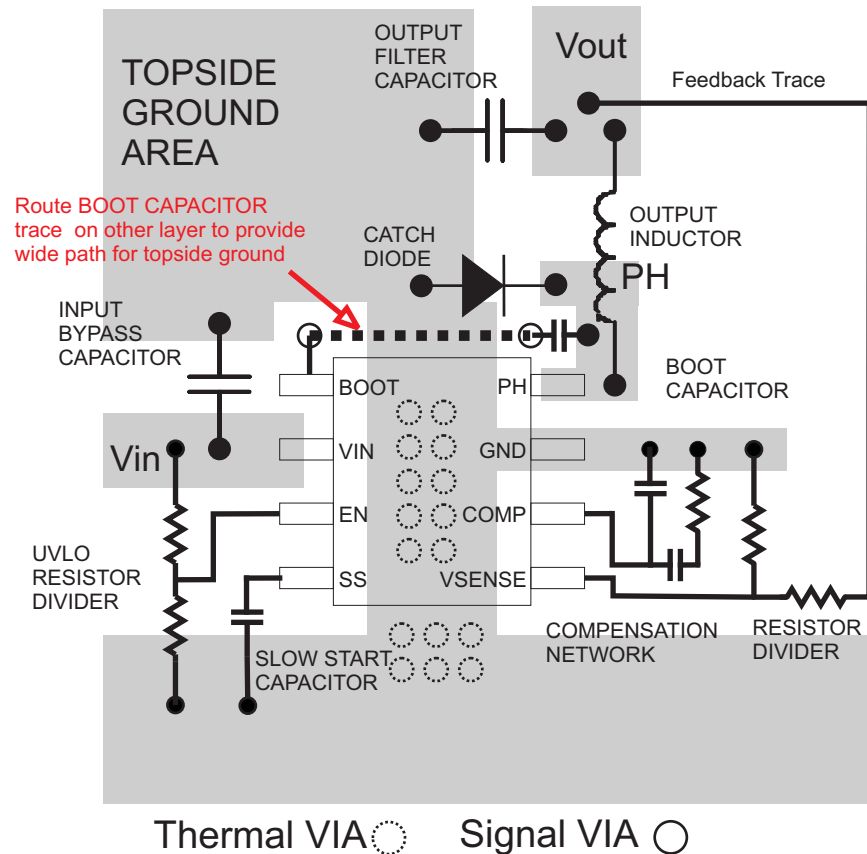 OUTPUT
FILTER
CAPACITOR
Vout
Feedback Trace
TOPSIDE
GROUND
AREA
Route BOOT CAPACITOR
trace on other layer to provide
wide path for topside ground
CATCH
DIODE
OUTPUT
INDUCTOR
PH
INPUT
BYPASS
CAPACITOR
BOOT
CAPACITOR
BOOT
PH
Vin
VIN
GND
EN
COMP
UVLO
RESISTOR
DIVIDER
SS
VSENSE
SLOW START
CAPACITOR
COMPENSATION
NETWORK
RESISTOR
DIVIDER
Thermal VIA
Signal VIA